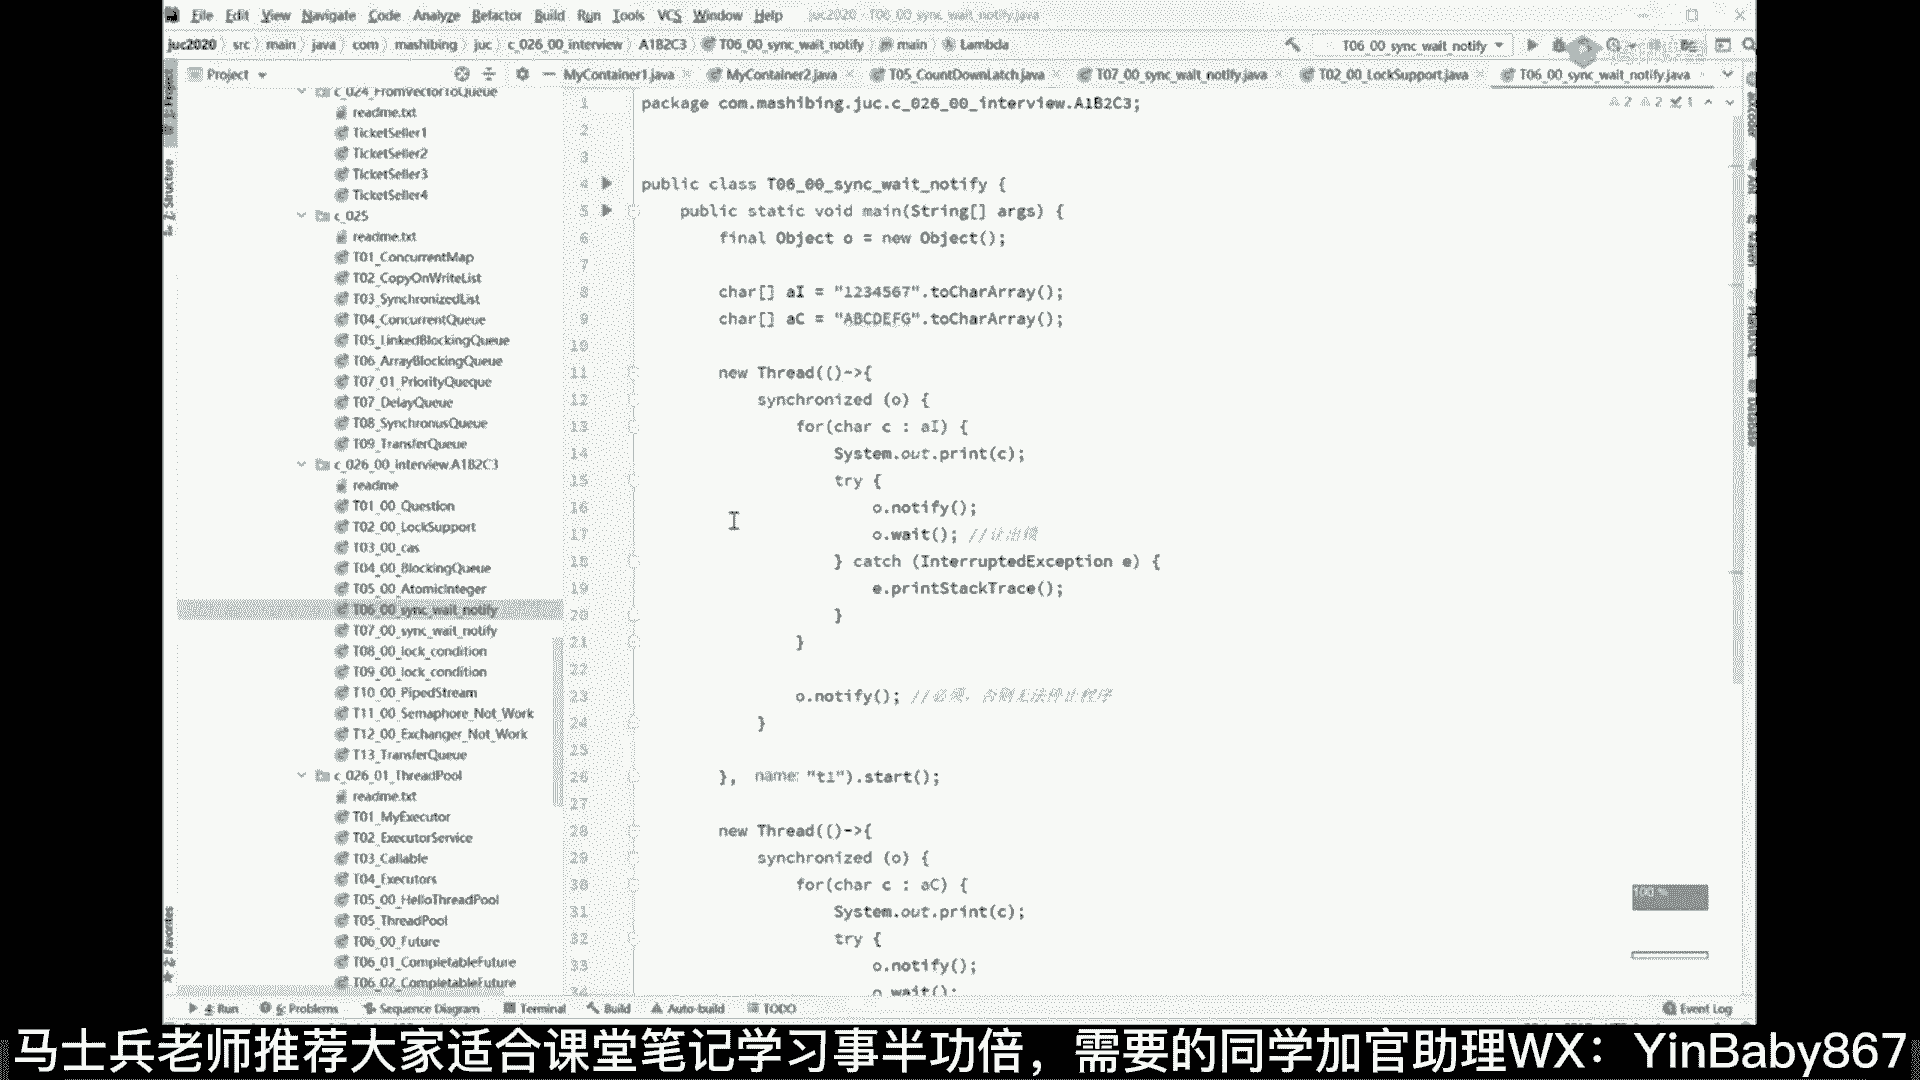 File Edit View Navigate Code Analyze Refactor Build Run Tools VCS Window Help juc2020 - T06_00_sync_wait_notify.java
juc2020 src main java com mashibing juc c_026_00_interview A1B2C3 T06_00_sync_wait_notify main Lambda T06_00_sync_wait_notify
Project MyContainer1.java MyContainer2.java T05_CountDownLatch.java T07_00_sync_wait_notify.java T02_00_LockSupport.java T06_00_sync_wait_notify.java
1: Project
7: Structure
2: Favorites
c_024_FromVectorToQueue
readme.txt
TicketSeller1
TicketSeller2
TicketSeller3
TicketSeller4
c_025
readme.txt
T01_ConcurrentMap
T02_CopyOnWriteList
T03_SynchronizedList
T04_ConcurrentQueue
T05_LinkedBlockingQueue
T06_ArrayBlockingQueue
T07_01_PriorityQueque
T07_DelayQueue
T08_SynchronusQueue
T09_TransferQueue
c_026_00_interview.A1B2C3
readme
T01_00_Question
T02_00_LockSupport
T03_00_cas
T04_00_BlockingQueue
T05_00_AtomicInteger
T06_00_sync_wait_notify
T07_00_sync_wait_notify
T08_00_lock_condition
T09_00_lock_condition
T10_00_PipedStream
T11_00_Semaphore_Not_Work
T12_00_Exchanger_Not_Work
T13_TransferQueue
c_026_01_ThreadPool
readme.txt
T01_MyExecutor
T02_ExecutorService
T03_Callable
T04_Executors
T05_00_HelloThreadPool
T05_ThreadPool
T06_00_Future
T06_01_CompletableFuture
T06_02_CompletableFuture
1 package com.mashibing.juc.c_026_00_interview.A1B2C3;
2
3
4 public class T06_00_sync_wait_notify {
5 public static void main(String[] args) {
6 final Object o = new Object();
7
8 char[] aI = "1234567".toCharArray();
9 char[] aC = "ABCDEFG".toCharArray();
10
11 new Thread(()->{
12 synchronized (o) {
13 for(char c : aI) {
14 System.out.print(c);
15 try {
16 o.notify();
17 o.wait(); //让出锁
18 } catch (InterruptedException e) {
19 e.printStackTrace();
20 }
21 }
22
23 o.notify(); //必须，否则无法停止程序
24 }
25
26 }, name: "t1").start();
27
28 new Thread(()->{
29 synchronized (o) {
30 for(char c : aC) {
31 System.out.print(c);
32 try {
33 o.notify();
34 o.wait();
2 2 1
100 %
4: Run 6: Problems Sequence Diagram Terminal Build Auto-build TODO Event Log
马士兵老师推荐大家适合课堂笔记学习事半功倍，需要的同学加官助理WX：YinBaby867